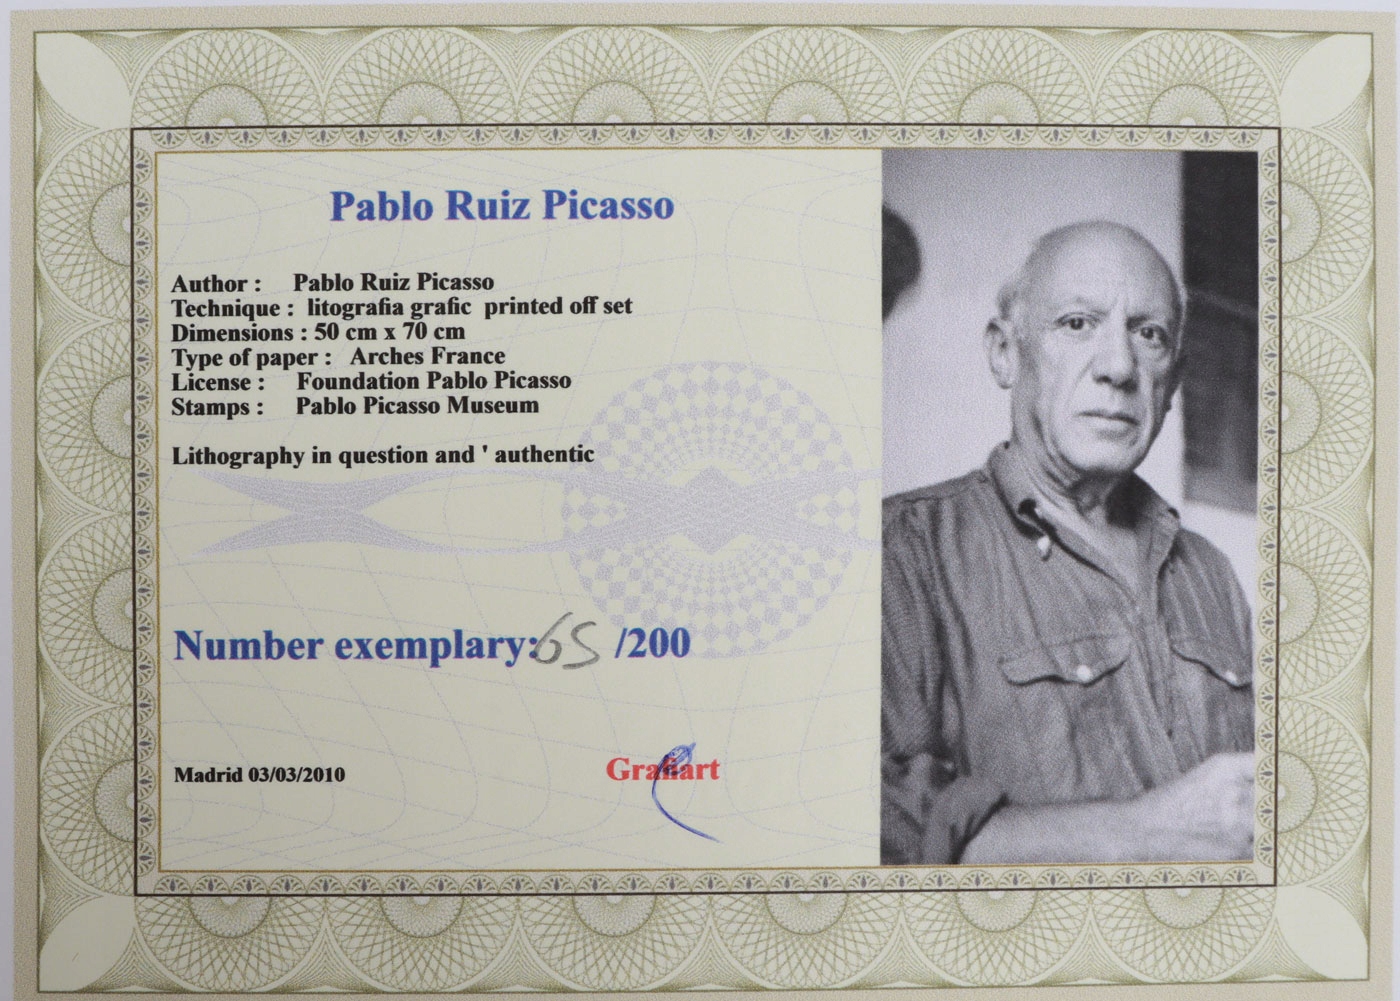 Pablo Ruiz Picasso
Author : Pablo Ruiz Picasso
Technique : litografia grafic printed off set
Dimensions : 50 cm x 70 cm
Type of paper : Arches France
License : Foundation Pablo Picasso
Stamps : Pablo Picasso Museum
Lithography in question and ' authentic
Number exemplary: 65 /200
Madrid 03/03/2010
Grafiart